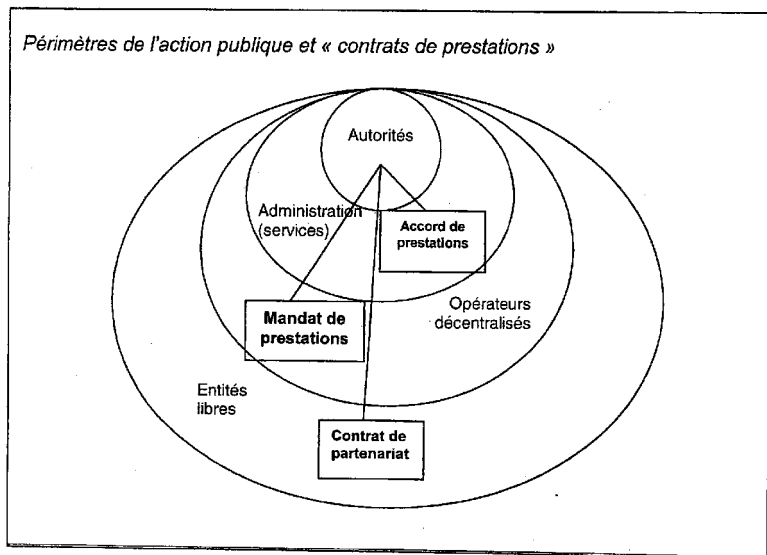 Périmètres de l'action publique et « contrats de prestations »
Autorités
Administration
(services)
Accord de
prestations
Mandat de
prestations
Opérateurs
décentralisés
Entités
libres
Contrat de
partenariat